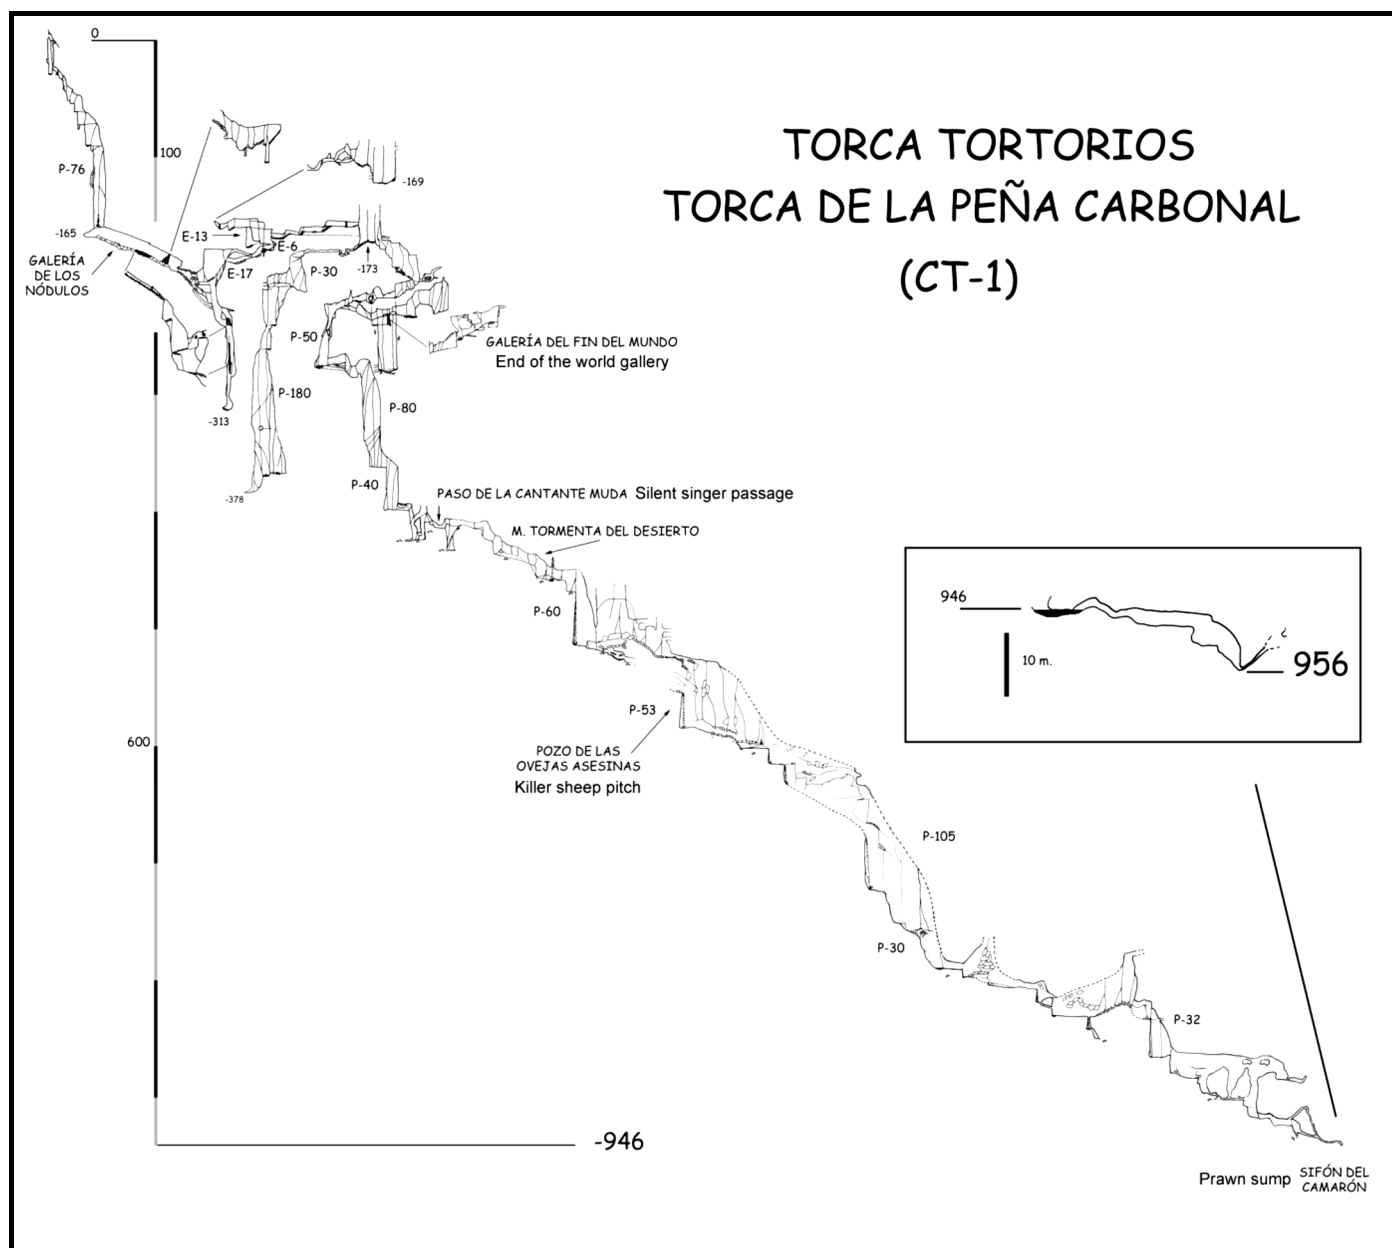 0
TORCA TORTORIOS
TORCA DE LA PEÑA CARBONAL
(CT-1)
100
P-76
-169
-165
E-13
E-6
GALERÍA
DE LOS
NÓDULOS
E-17
P-30
-173
P-50
GALERÍA DEL FIN DEL MUNDO
End of the world gallery
P-180
P-80
-313
P-40
-378
PASO DE LA CANTANTE MUDA Silent singer passage
M. TORMENTA DEL DESIERTO
P-60
946
10 m.
¿
956
P-53
600
POZO DE LAS
OVEJAS ASESINAS
Killer sheep pitch
P-105
P-30
P-32
-946
Prawn sump
SIFÓN DEL
CAMARÓN